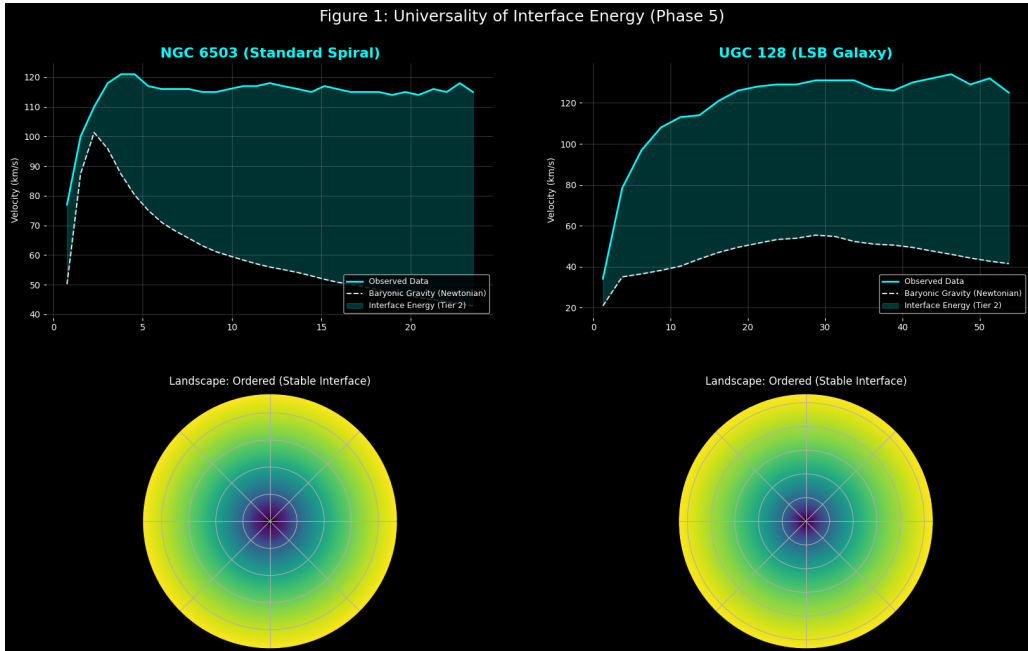 Figure 1: Universality of Interface Energy (Phase 5)
NGC 6503 (Standard Spiral)
Velocity (km/s)
120
110
100
90
80
70
60
50
40
0
5
10
15
20
Observed Data
Baryonic Gravity (Newtonian)
Interface Energy (Tier 2)
UGC 128 (LSB Galaxy)
Velocity (km/s)
120
100
80
60
40
20
0
10
20
30
40
50
Observed Data
Baryonic Gravity (Newtonian)
Interface Energy (Tier 2)
Landscape: Ordered (Stable Interface)
Landscape: Ordered (Stable Interface)